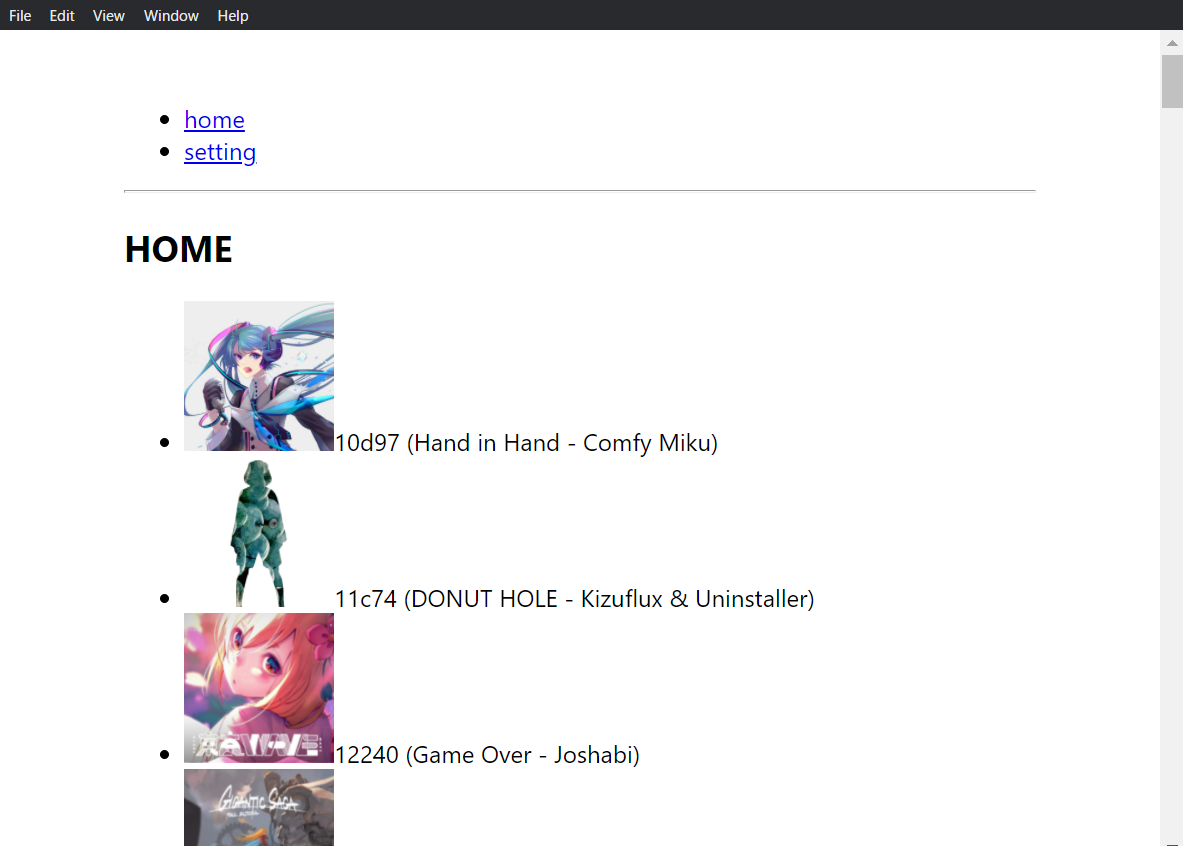 File Edit View Window Help
home
setting
HOME
10d97 (Hand in Hand - Comfy Miku)
11c74 (DONUT HOLE - Kizuflux & Uninstaller)
12240 (Game Over - Joshabi)
GIGANTIC SAGA